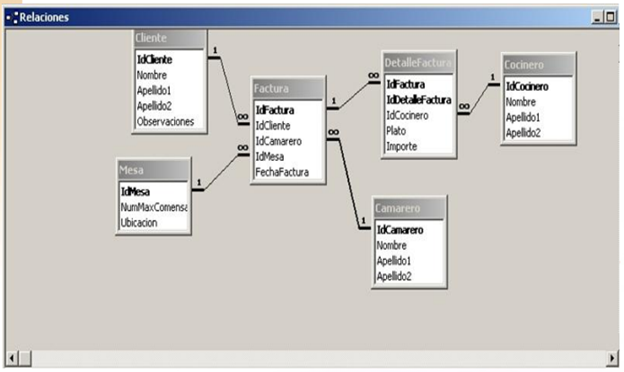 Relaciones
Cliente
IdCliente
Nombre
Apellido1
Apellido2
Observaciones
1
∞
Mesa
IdMesa
NumMaxComensa
Ubicacion
1
∞
Factura
IdFactura
IdCliente
IdCamarero
IdMesa
FechaFactura
1
∞
∞
1
DetalleFactura
IdFactura
IdDetalleFactura
IdCocinero
Plato
Importe
∞
1
Cocinero
IdCocinero
Nombre
Apellido1
Apellido2
Camarero
IdCamarero
Nombre
Apellido1
Apellido2